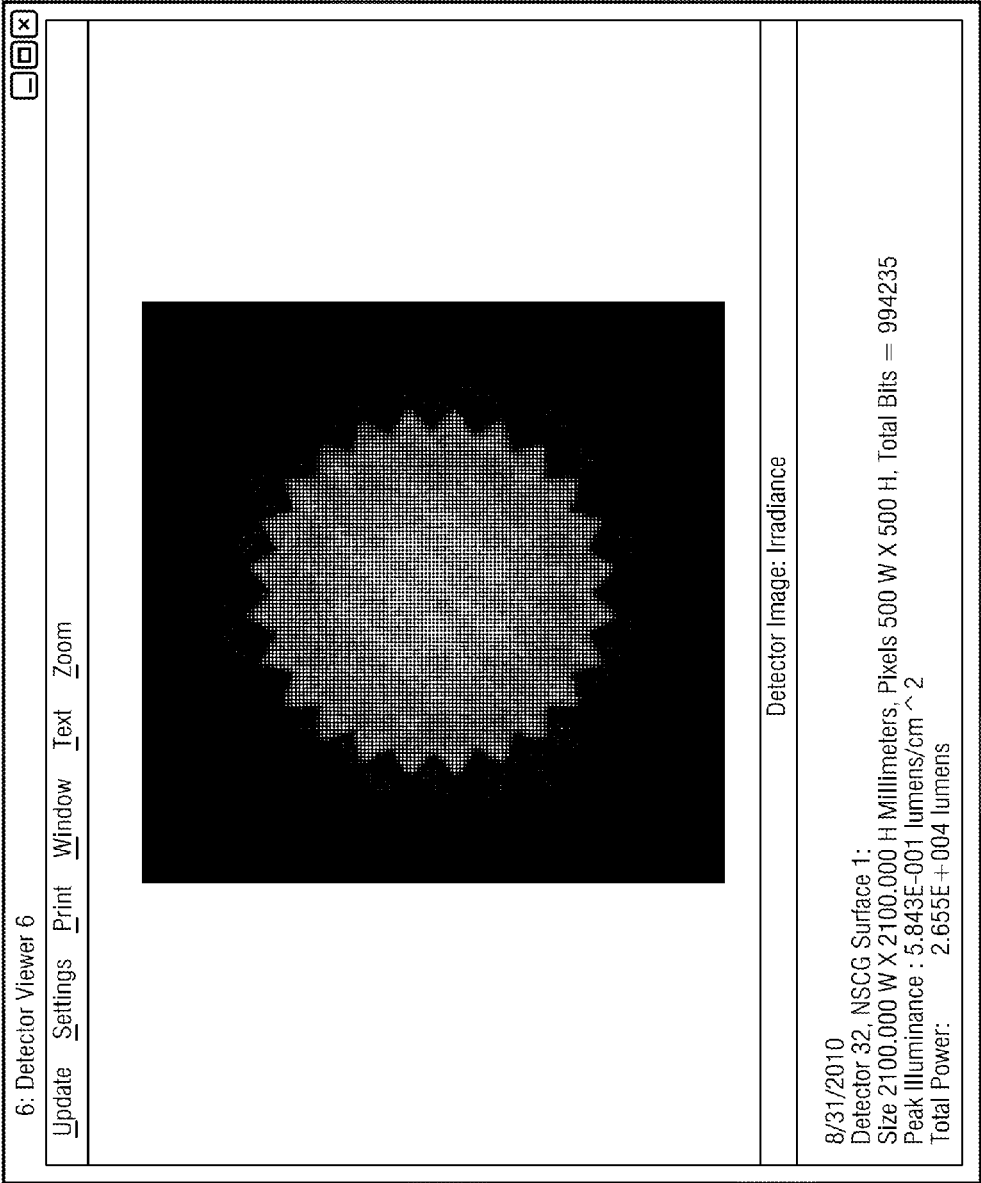 6: Detector Viewer 6
Update Settings Print Window Text Zoom
Detector Image: Irradiance
8/31/2010
Detector 32, NSCG Surface 1:
Size 2100.000 W X 2100.000 H Millimeters, Pixels 500 W X 500 H, Total Bits = 994235
Peak Illuminance : 5.843E-001 lumens/cm ^ 2
Total Power: 2.655E+004 lumens